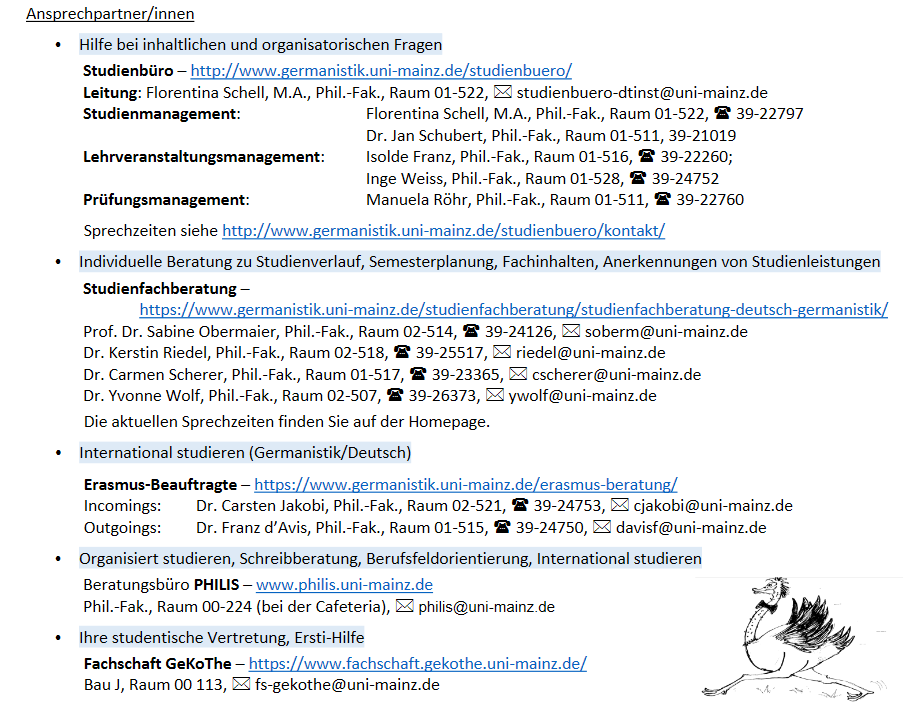 Ansprechpartner/innen
• Hilfe bei inhaltlichen und organisatorischen Fragen
Studienbüro – http://www.germanistik.uni-mainz.de/studienbuero/
Leitung: Florentina Schell, M.A., Phil.-Fak., Raum 01-522, ✉ studienbuero-dtinst@uni-mainz.de
Studienmanagement: Florentina Schell, M.A., Phil.-Fak., Raum 01-522, ☎ 39-22797
Dr. Jan Schubert, Phil.-Fak., Raum 01-511, 39-21019
Lehrveranstaltungsmanagement: Isolde Franz, Phil.-Fak., Raum 01-516, ☎ 39-22260;
Inge Weiss, Phil.-Fak., Raum 01-528, ☎ 39-24752
Prüfungsmanagement: Manuela Röhr, Phil.-Fak., Raum 01-511, ☎ 39-22760
Sprechzeiten siehe http://www.germanistik.uni-mainz.de/studienbuero/kontakt/
• Individuelle Beratung zu Studienverlauf, Semesterplanung, Fachinhalten, Anerkennungen von Studienleistungen
Studienfachberatung –
https://www.germanistik.uni-mainz.de/studienfachberatung/studienfachberatung-deutsch-germanistik/
Prof. Dr. Sabine Obermaier, Phil.-Fak., Raum 02-514, ☎ 39-24126, ✉ soberm@uni-mainz.de
Dr. Kerstin Riedel, Phil.-Fak., Raum 02-518, ☎ 39-25517, ✉ riedel@uni-mainz.de
Dr. Carmen Scherer, Phil.-Fak., Raum 01-517, ☎ 39-23365, ✉ cscherer@uni-mainz.de
Dr. Yvonne Wolf, Phil.-Fak., Raum 02-507, ☎ 39-26373, ✉ ywolf@uni-mainz.de
Die aktuellen Sprechzeiten finden Sie auf der Homepage.
• International studieren (Germanistik/Deutsch)
Erasmus-Beauftragte – https://www.germanistik.uni-mainz.de/erasmus-beratung/
Incomings: Dr. Carsten Jakobi, Phil.-Fak., Raum 02-521, ☎ 39-24753, ✉ cjakobi@uni-mainz.de
Outgoings: Dr. Franz d’Avis, Phil.-Fak., Raum 01-515, ☎ 39-24750, ✉ davisf@uni-mainz.de
• Organisiert studieren, Schreibberatung, Berufsfeldorientierung, International studieren
Beratungsbüro PHILIS – www.philis.uni-mainz.de
Phil.-Fak., Raum 00-224 (bei der Cafeteria), ✉ philis@uni-mainz.de
• Ihre studentische Vertretung, Ersti-Hilfe
Fachschaft GeKoThe – https://www.fachschaft.gekothe.uni-mainz.de/
Bau J, Raum 00 113, ✉ fs-gekothe@uni-mainz.de